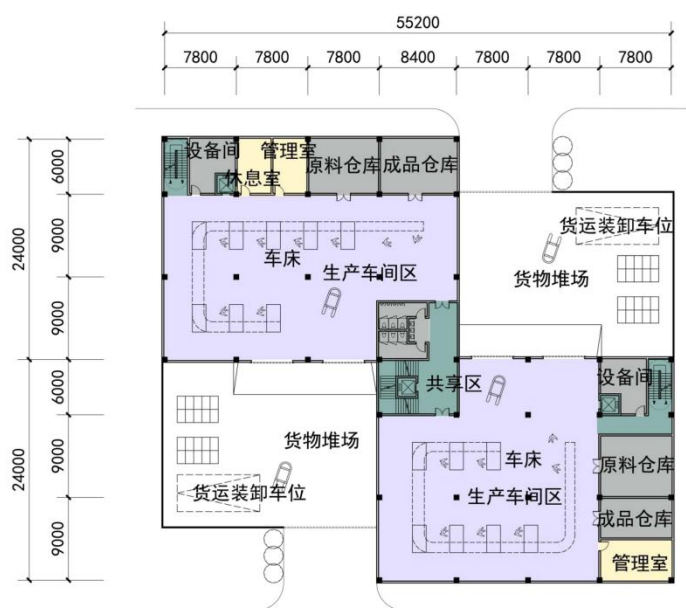 55200
7800 7800 7800 8400 7800 7800 7800
24000
6000
9000
9000
24000
6000
9000
9000
设备间
管理室
休息室
原料仓库
成品仓库
车床
生产车间区
货运装卸车位
货物堆场
共享区
设备间
货物堆场
货运装卸车位
车床
生产车间区
原料仓库
成品仓库
管理室